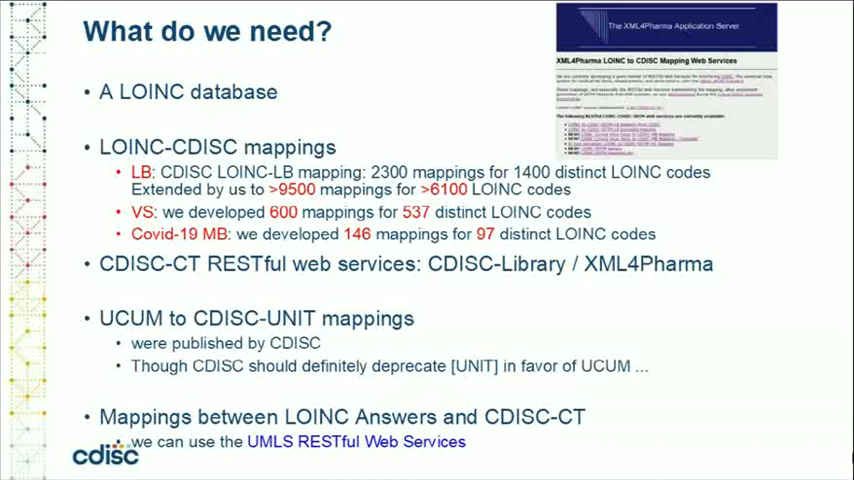 What do we need?
The XML4Pharma Application Server
XML4Pharma LOINC to CDISC Mapping Web Services
• A LOINC database
• LOINC-CDISC mappings
• LB: CDISC LOINC-LB mapping: 2300 mappings for 1400 distinct LOINC codes
Extended by us to >9500 mappings for >6100 LOINC codes
• VS: we developed 600 mappings for 537 distinct LOINC codes
• Covid-19 MB: we developed 146 mappings for 97 distinct LOINC codes
• CDISC-CT RESTful web services: CDISC-Library / XML4Pharma
• UCUM to CDISC-UNIT mappings
• were published by CDISC
• Though CDISC should definitely deprecate [UNIT] in favor of UCUM ...
• Mappings between LOINC Answers and CDISC-CT
we can use the UMLS RESTful Web Services
cdisc